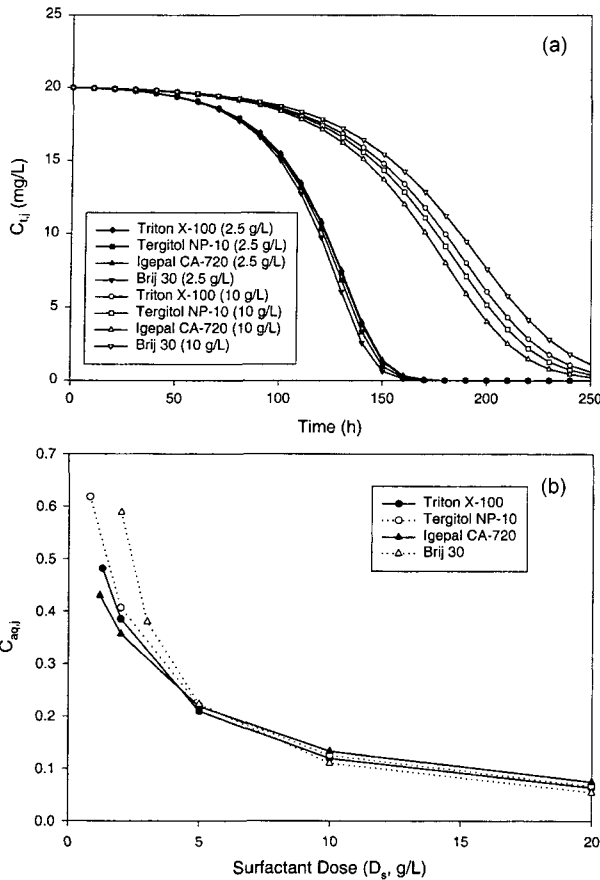 (a)
25
20
15
10
5
0
C_t,j (mg/L)
Triton X-100 (2.5 g/L)
Tergitol NP-10 (2.5 g/L)
Igepal CA-720 (2.5 g/L)
Brij 30 (2.5 g/L)
Triton X-100 (10 g/L)
Tergitol NP-10 (10 g/L)
Igepal CA-720 (10 g/L)
Brij 30 (10 g/L)
0 50 100 150 200 250
Time (h)
(b)
0.7
0.6
0.5
0.4
0.3
0.2
0.1
0.0
C_aq,j
Triton X-100
Tergitol NP-10
Igepal CA-720
Brij 30
0 5 10 15 20
Surfactant Dose (D_s, g/L)